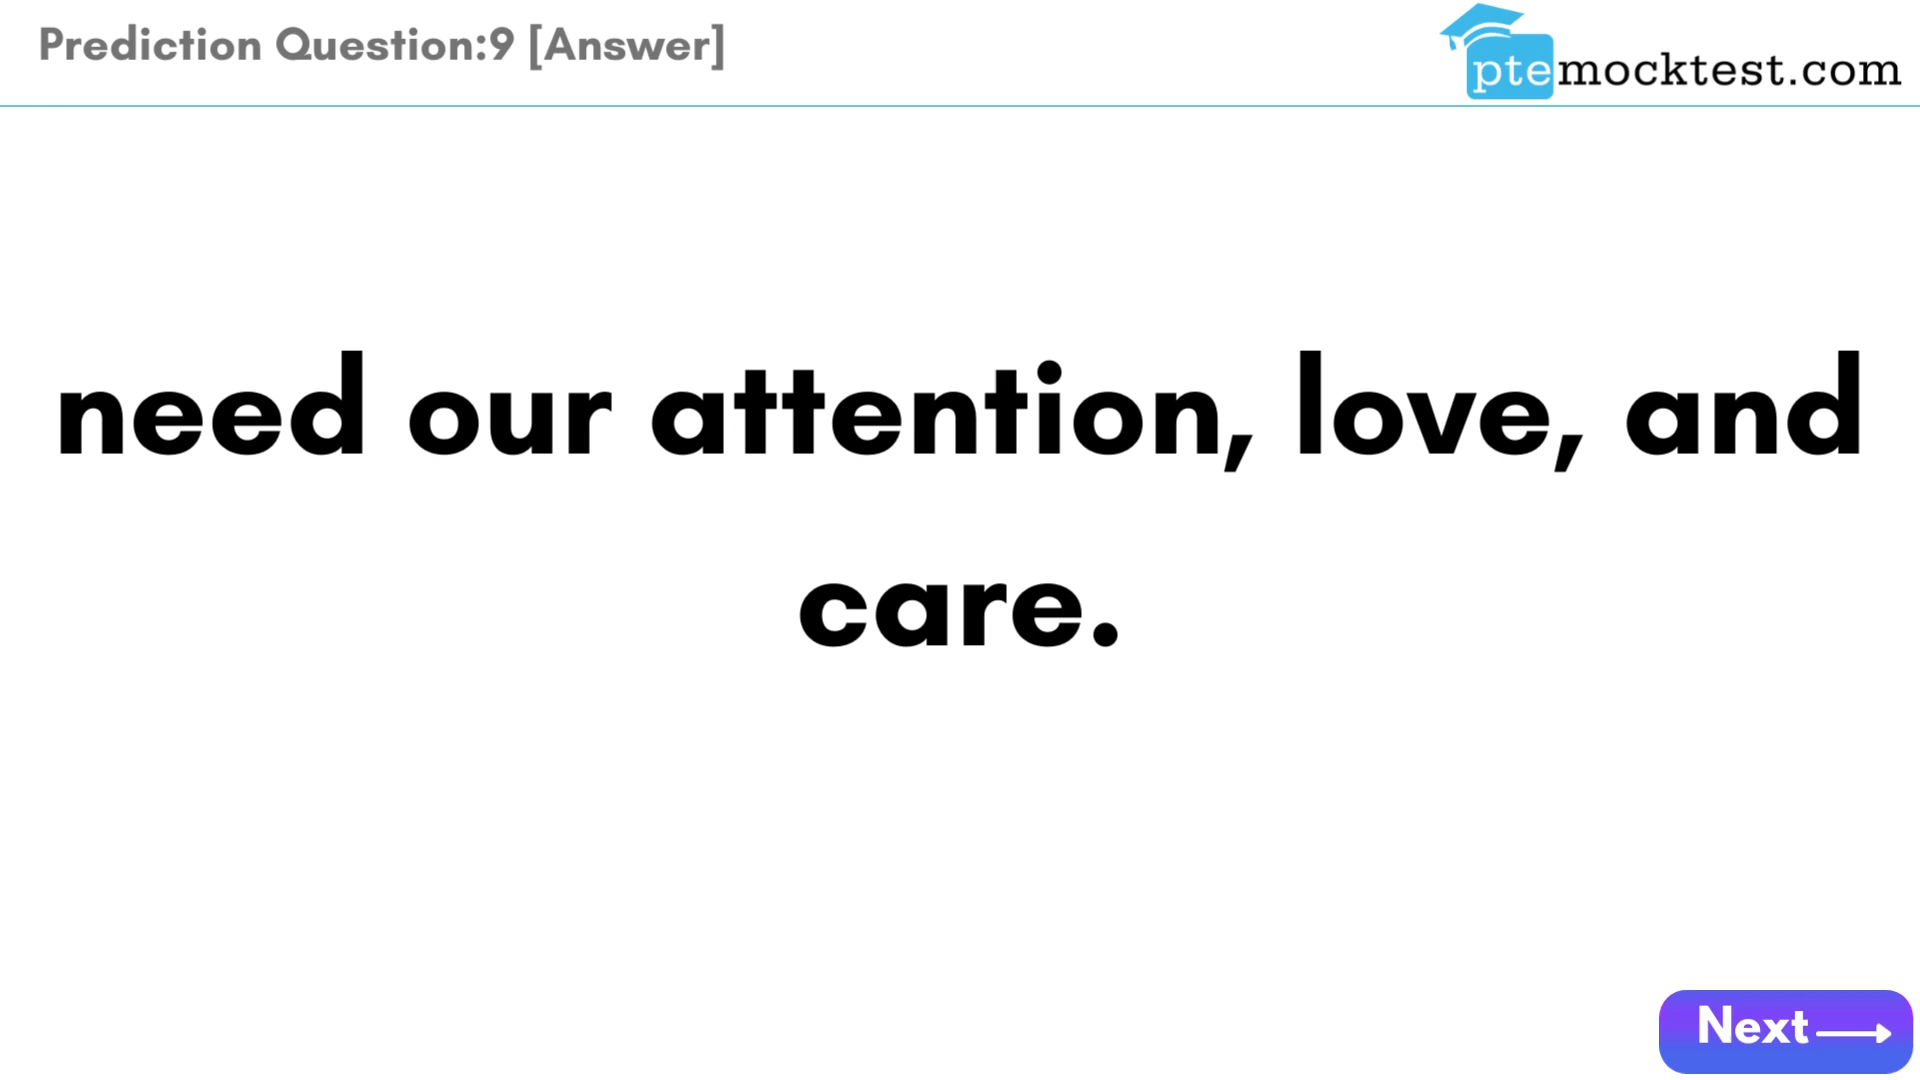 Prediction Question:9 [Answer]
ptemocktest.com
need our attention, love, and
care.
Next